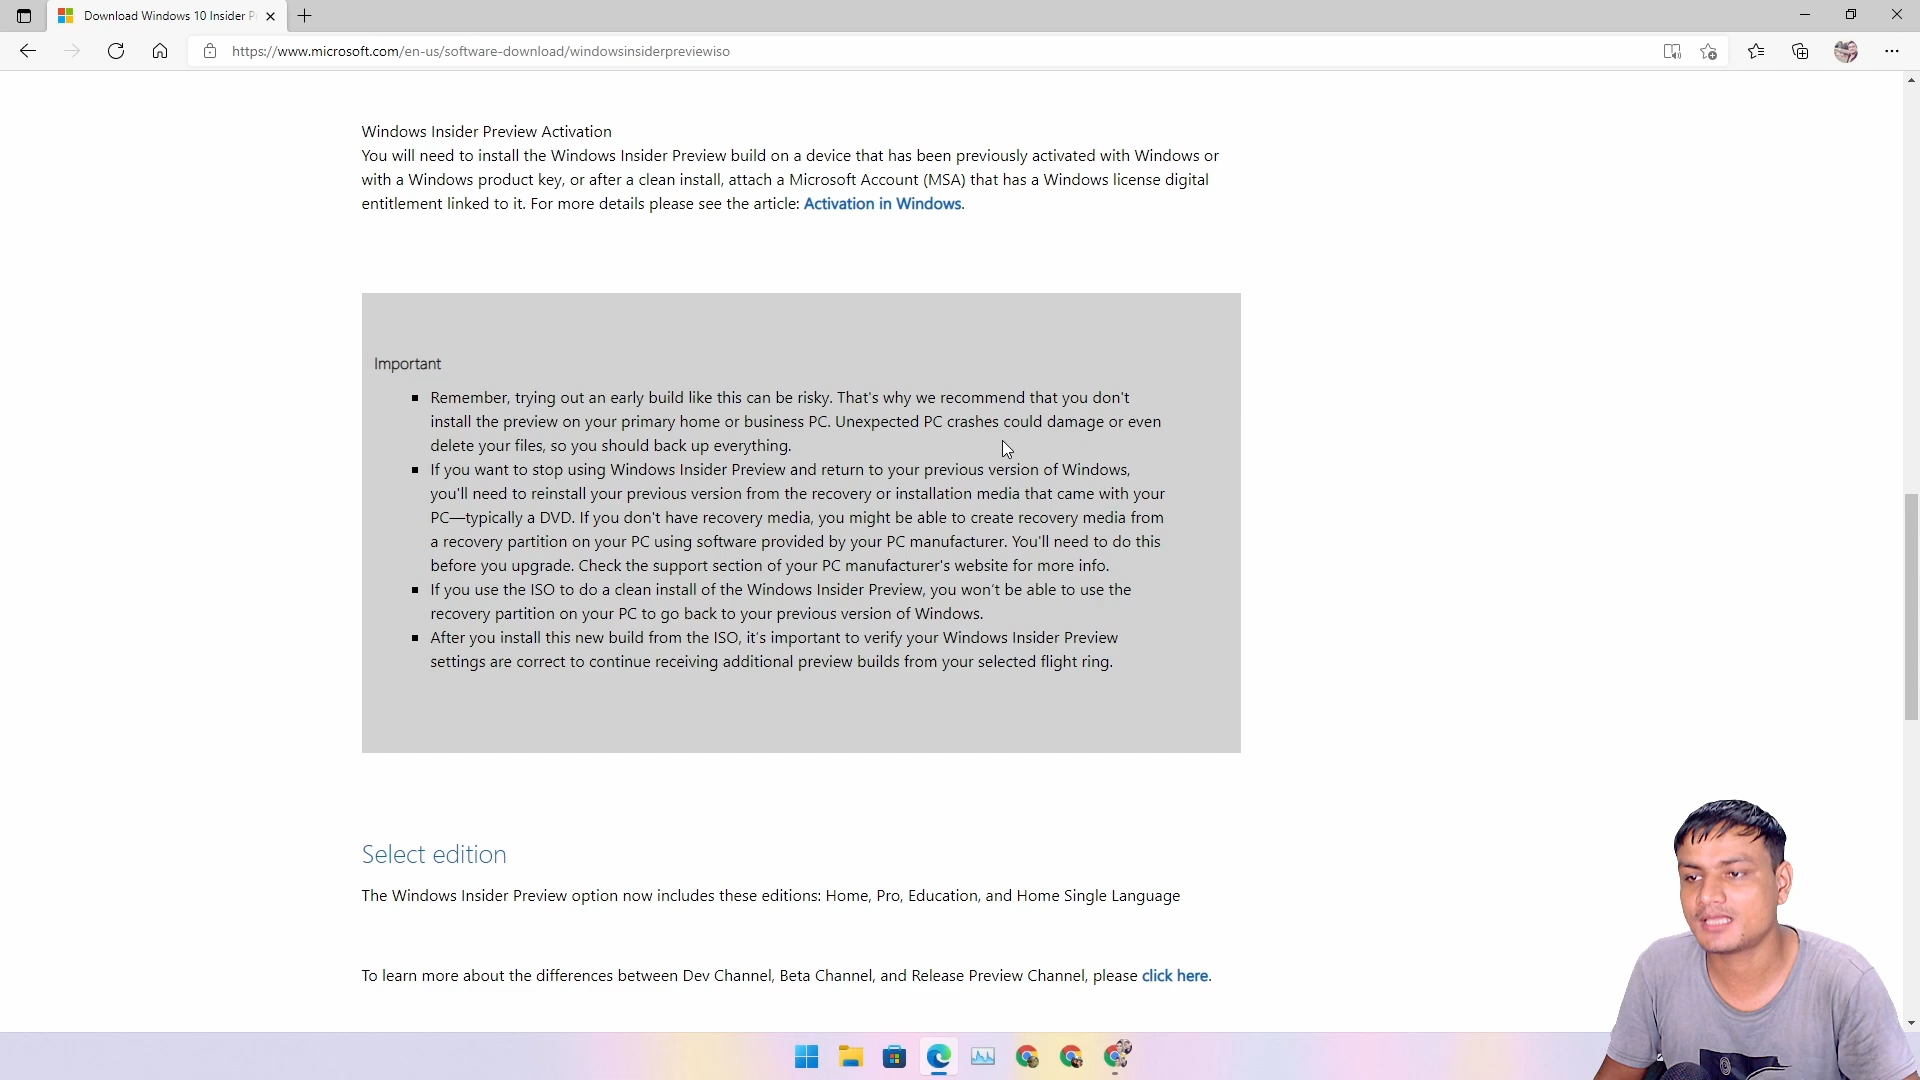 Download Windows 10 Insider P
https://www.microsoft.com/en-us/software-download/windowsinsiderpreviewiso
Windows Insider Preview Activation
You will need to install the Windows Insider Preview build on a device that has been previously activated with Windows or
with a Windows product key, or after a clean install, attach a Microsoft Account (MSA) that has a Windows license digital
entitlement linked to it. For more details please see the article: Activation in Windows.
Important
Remember, trying out an early build like this can be risky. That's why we recommend that you don't
install the preview on your primary home or business PC. Unexpected PC crashes could damage or even
delete your files, so you should back up everything.
If you want to stop using Windows Insider Preview and return to your previous version of Windows,
you'll need to reinstall your previous version from the recovery or installation media that came with your
PC—typically a DVD. If you don't have recovery media, you might be able to create recovery media from
a recovery partition on your PC using software provided by your PC manufacturer. You'll need to do this
before you upgrade. Check the support section of your PC manufacturer's website for more info.
If you use the ISO to do a clean install of the Windows Insider Preview, you won't be able to use the
recovery partition on your PC to go back to your previous version of Windows.
After you install this new build from the ISO, it's important to verify your Windows Insider Preview
settings are correct to continue receiving additional preview builds from your selected flight ring.
Select edition
The Windows Insider Preview option now includes these editions: Home, Pro, Education, and Home Single Language
To learn more about the differences between Dev Channel, Beta Channel, and Release Preview Channel, please click here.